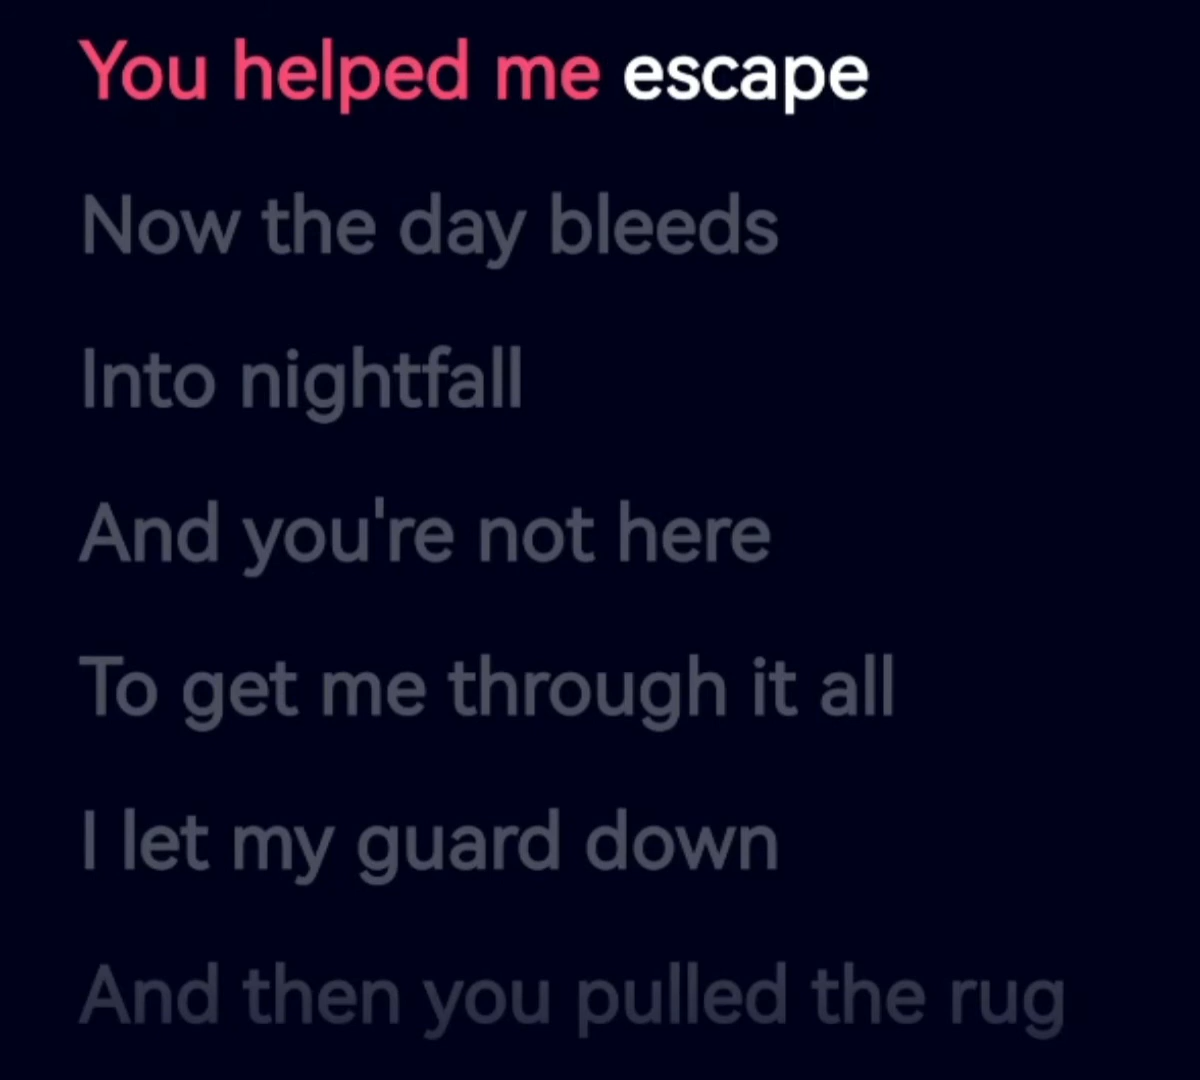 You helped me escape
Now the day bleeds
Into nightfall
And you're not here
To get me through it all
I let my guard down
And then you pulled the rug